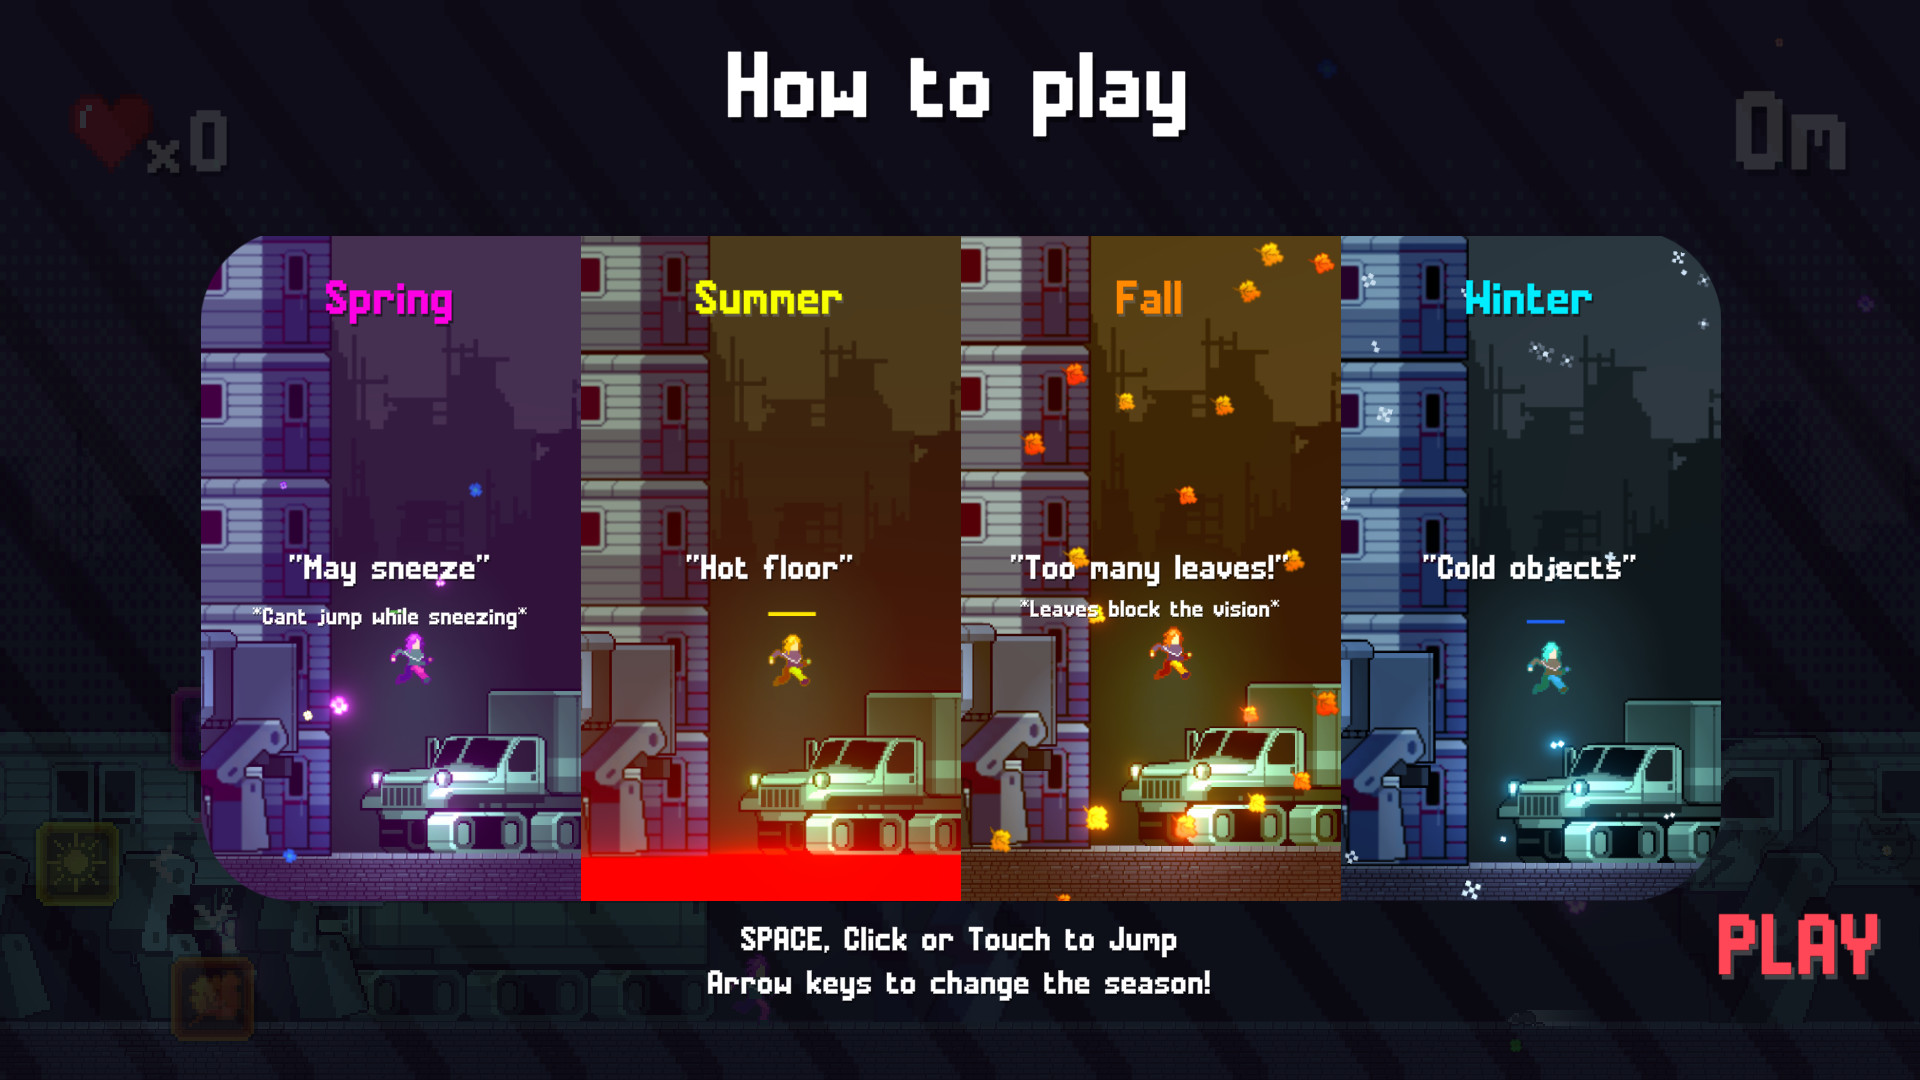 How to play
x0
0m
Spring
Summer
Fall
Winter
"May sneeze"
"Hot floor"
"Too many leaves!"
"Cold objects"
*Cant jump while sneezing*
*Leaves block the vision*
SPACE, Click or Touch to Jump
Arrow keys to change the season!
PLAY